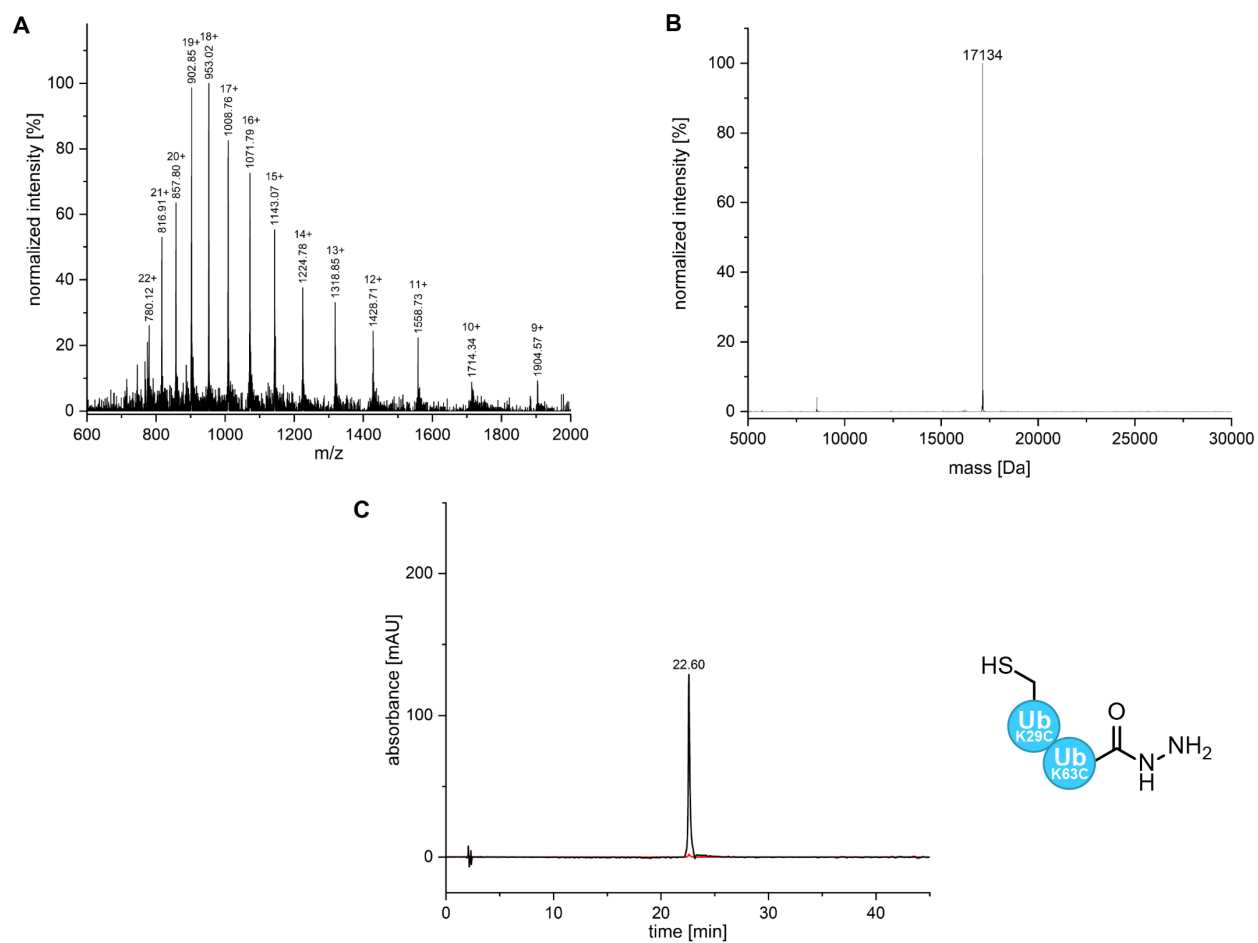 A
normalized intensity [%]
100
80
60
40
20
0
22+
780.12
21+
816.91
20+
857.80
19+
902.85
18+
953.02
17+
1008.76
16+
1071.79
15+
1143.07
14+
1224.78
13+
1318.85
12+
1428.71
11+
1558.73
10+
1714.34
9+
1904.57
600 800 1000 1200 1400 1600 1800 2000
m/z
B
normalized intensity [%]
100
80
60
40
20
0
17134
5000 10000 15000 20000 25000 30000
mass [Da]
C
absorbance [mAU]
200
100
0
22.60
0 10 20 30 40
time [min]
HS
Ub
K29C
Ub
K63C
O
N
H
NH2